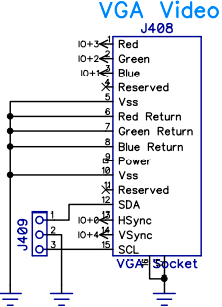 VGA Video
J408
IO+3 1 Red
IO+2 2 Green
IO+1 3 Blue
4 Reserved
5 Vss
6 Red Return
7 Green Return
8 Blue Return
9 Power
10 Vss
11 Reserved
12 SDA
IO+0 13 HSync
IO+4 14 VSync
15 SCL
J409
1
2
3
VGA Socket
16